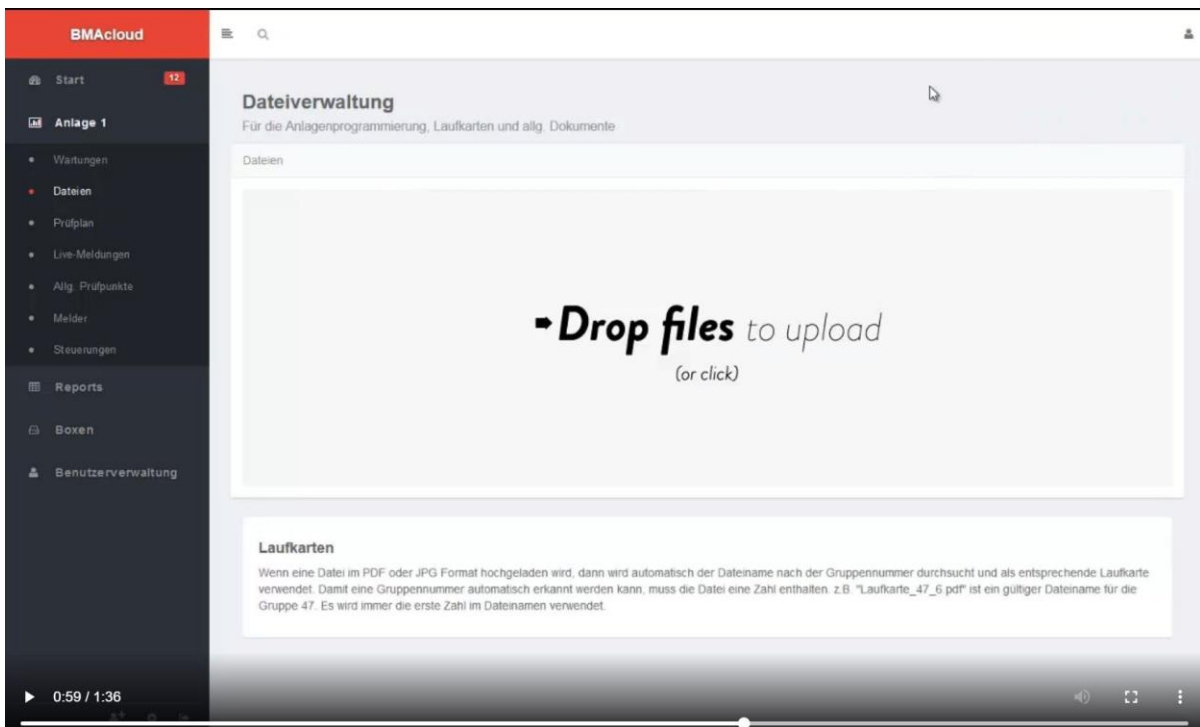 BMAcloud
Start 12
Anlage 1
Wartungen
Dateien
Prüfplan
Live-Meldungen
Allg. Prüfpunkte
Melder
Steuerungen
Reports
Boxen
Benutzerverwaltung
Dateiverwaltung
Für die Anlagenprogrammierung, Laufkarten und allg. Dokumente
Dateien
Drop files to upload
(or click)
Laufkarten
Wenn eine Datei im PDF oder JPG Format hochgeladen wird, dann wird automatisch der Dateiname nach der Gruppennummer durchsucht und als entsprechende Laufkarte
verwendet. Damit eine Gruppennummer automatisch erkannt werden kann, muss die Datei eine Zahl enthalten. z.B. "Laufkarte_47_6.pdf" ist ein gültiger Dateiname für die
Gruppe 47. Es wird immer die erste Zahl im Dateinamen verwendet.
0:59 / 1:36